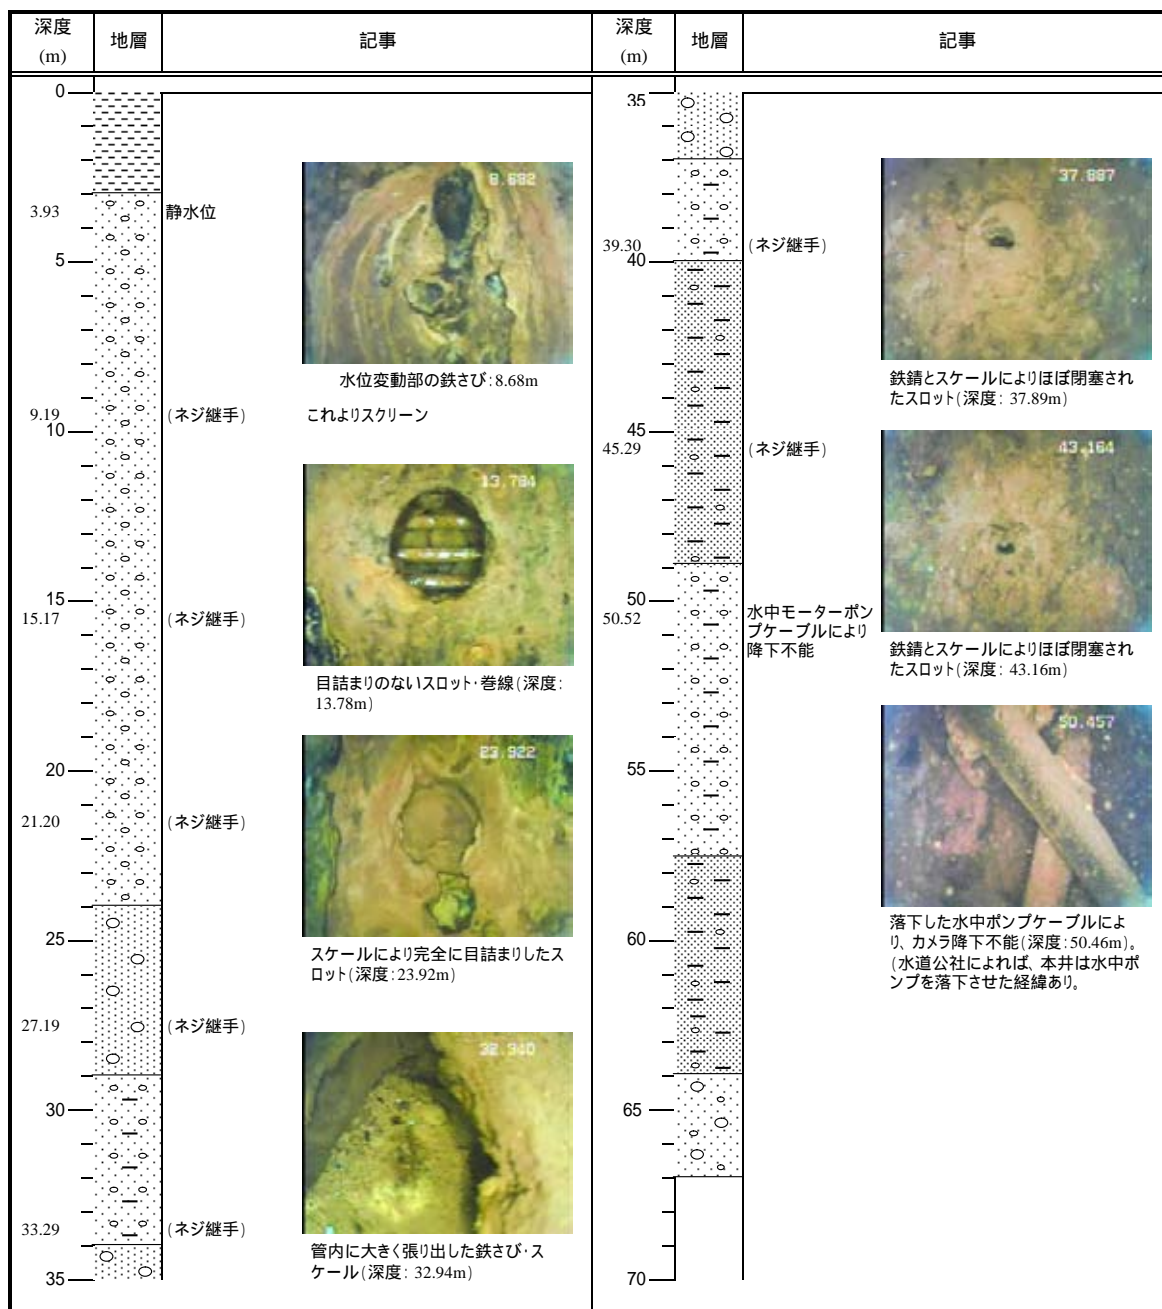 深度
(m)
地層
記事
0
3.93
静水位
8.682
水位変動部の鉄さび:8.68m
5
9.19
(ネジ継手)
これよりスクリーン
10
13.784
目詰まりのないスロット・巻線(深度:
13.78m)
15
15.17
(ネジ継手)
23.922
スケールにより完全に目詰まりしたス
ロット(深度:23.92m)
20
21.20
(ネジ継手)
25
27.19
(ネジ継手)
32.940
管内に大きく張り出した鉄さび・ス
ケール(深度: 32.94m)
30
33.29
(ネジ継手)
35
深度
(m)
地層
記事
35
37.887
鉄錆とスケールによりほぼ閉塞され
たスロット(深度: 37.89m)
39.30
(ネジ継手)
40
43.164
鉄錆とスケールによりほぼ閉塞され
たスロット(深度: 43.16m)
45
45.29
(ネジ継手)
50
50.52
水中モーターポン
プケーブルにより
降下不能
50.457
落下した水中ポンプケーブルによ
り、カメラ降下不能(深度:50.46m)。
(水道公社によれば、本井は水中ポ
ンプを落下させた経緯あり。
55
60
65
70